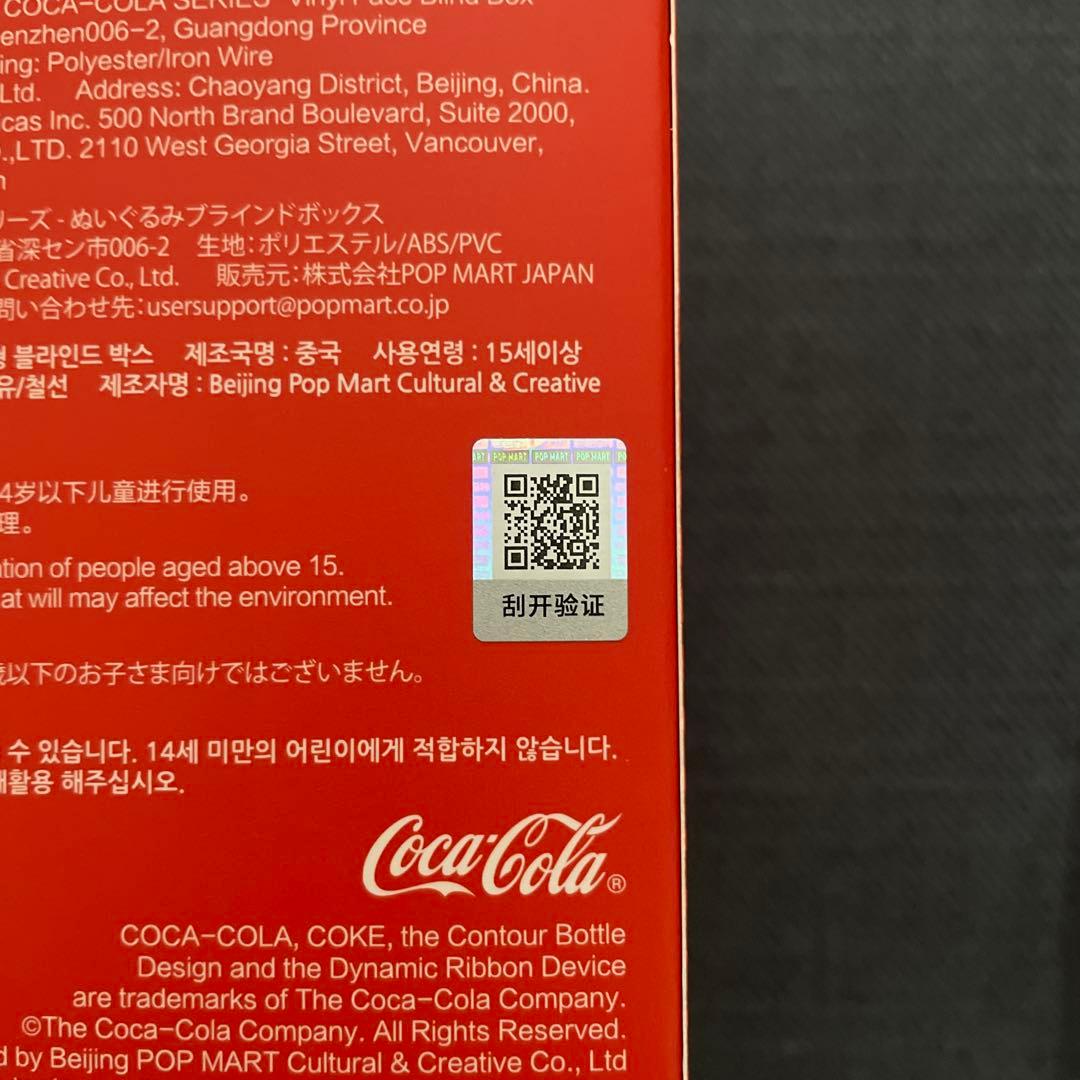 COCA-COLA SERIES Vinyl Face Blind Box
enzhen006-2, Guangdong Province
ing: Polyester/Iron Wire
Ltd. Address: Chaoyang District, Beijing, China.
icas Inc. 500 North Brand Boulevard, Suite 2000,
.,LTD. 2110 West Georgia Street, Vancouver,
リーズ - ぬいぐるみブラインドボックス
省深セン市006-2 生地:ポリエステル/ABS/PVC
Creative Co., Ltd. 販売元:株式会社POP MART JAPAN
問い合わせ先:usersupport@popmart.co.jp
형 블라인드 박스 제조국명 : 중국 사용연령 : 15세이상
유/철선 제조자명 : Beijing Pop Mart Cultural & Creative
POP MART POP MART POP MART
4岁以下儿童进行使用。
理。
刮开验证
ation of people aged above 15.
at will may affect the environment.
歳以下のお子さま向けではございません。
수 있습니다. 14세 미만의 어린이에게 적합하지 않습니다.
재활용 해주십시오.
Coca-Cola®
COCA-COLA, COKE, the Contour Bottle
Design and the Dynamic Ribbon Device
are trademarks of The Coca-Cola Company.
©The Coca-Cola Company. All Rights Reserved.
d by Beijing POP MART Cultural & Creative Co., Ltd